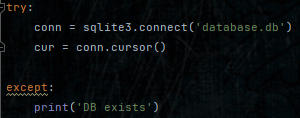 try:
    conn = sqlite3.connect('database.db')
    cur = conn.cursor()
except:
    print('DB exists')